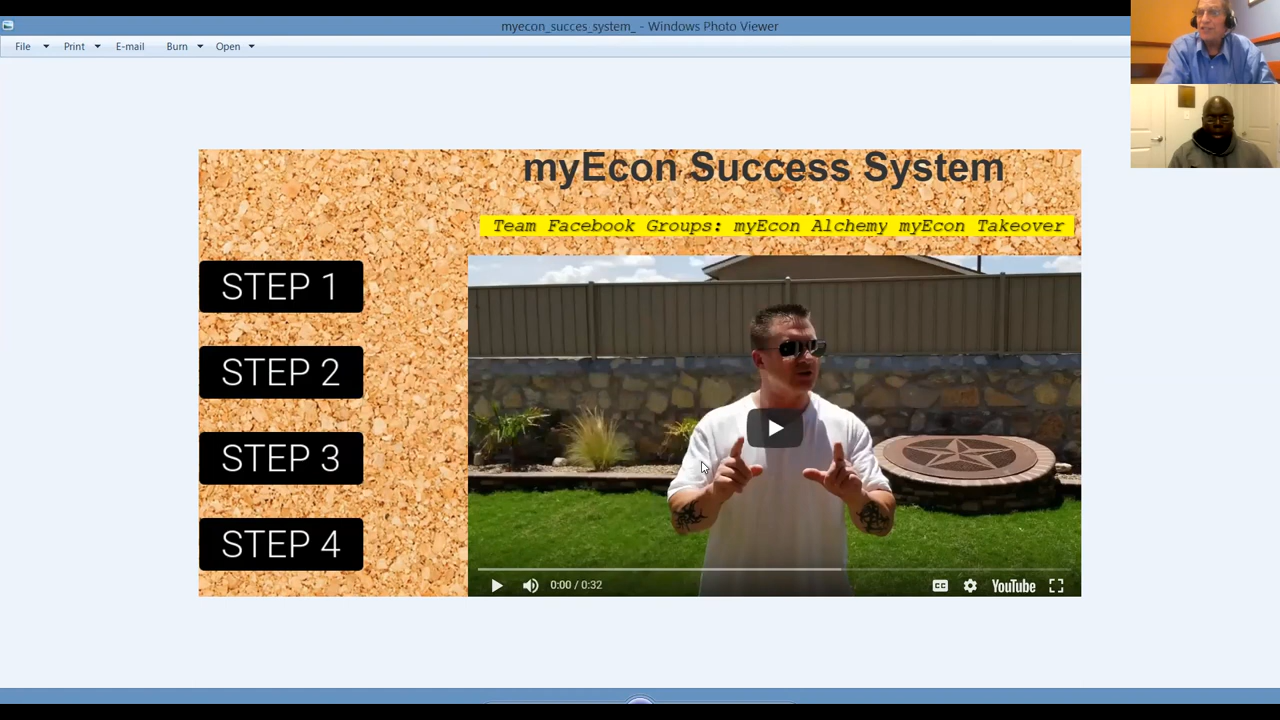 myecon_succes_system_ - Windows Photo Viewer
File Print E-mail Burn Open
myEcon Success System
Team Facebook Groups: myEcon Alchemy myEcon Takeover
STEP 1
STEP 2
STEP 3
STEP 4
0:00 / 0:32 CC YouTube